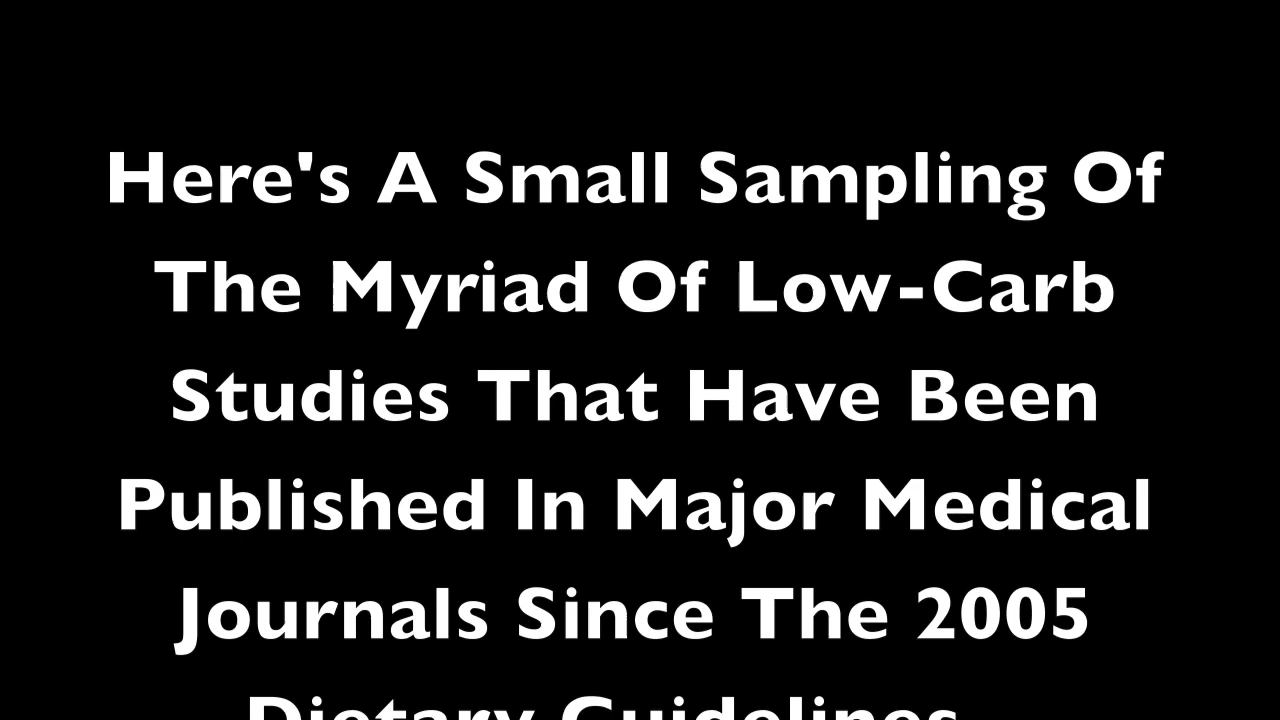 Here's A Small Sampling Of
The Myriad Of Low-Carb
Studies That Have Been
Published In Major Medical
Journals Since The 2005
Dietary Guidelines